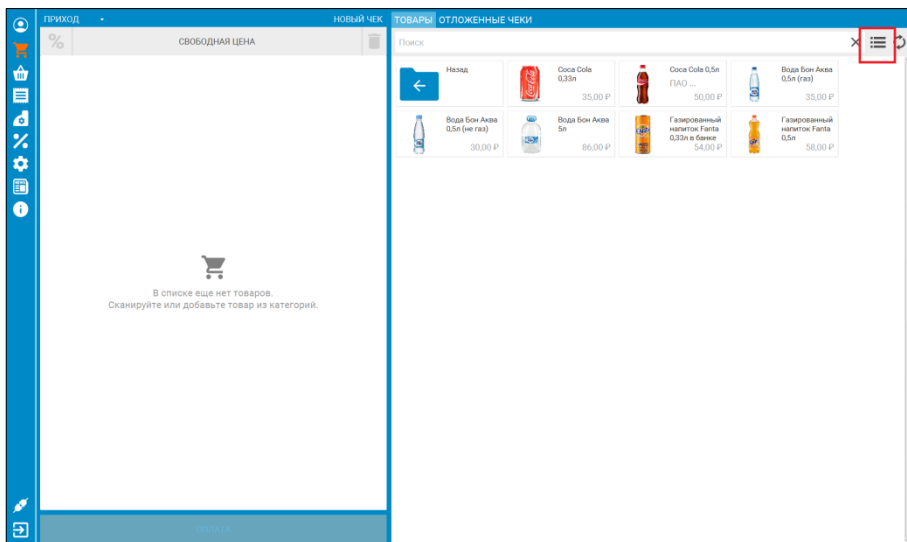 ПРИХОД
НОВЫЙ ЧЕК
ТОВАРЫ
ОТЛОЖЕННЫЕ ЧЕКИ
%
СВОБОДНАЯ ЦЕНА
Поиск
Назад
Coca Cola
0,33л
35,00 ₽
Coca Cola 0,5л
ПАО ...
50,00 ₽
Вода Бон Аква
0,5л (газ)
35,00 ₽
Вода Бон Аква
0,5л (не газ)
30,00 ₽
Вода Бон Аква
5л
86,00 ₽
Газированный
напиток Fanta
0,33л в банке
54,00 ₽
Газированный
напиток Fanta
0,5л
58,00 ₽
В списке еще нет товаров.
Сканируйте или добавьте товар из категорий.